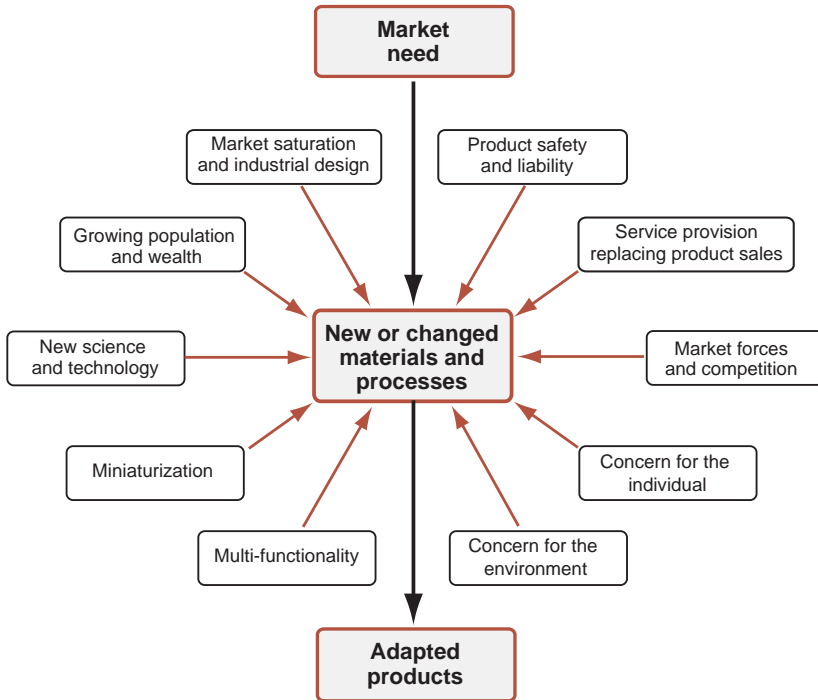 Market
need
Market saturation
and industrial design
Product safety
and liability
Growing population
and wealth
Service provision
replacing product sales
New science
and technology
New or changed
materials and
processes
Market forces
and competition
Miniaturization
Concern for the
individual
Multi-functionality
Concern for the
environment
Adapted
products